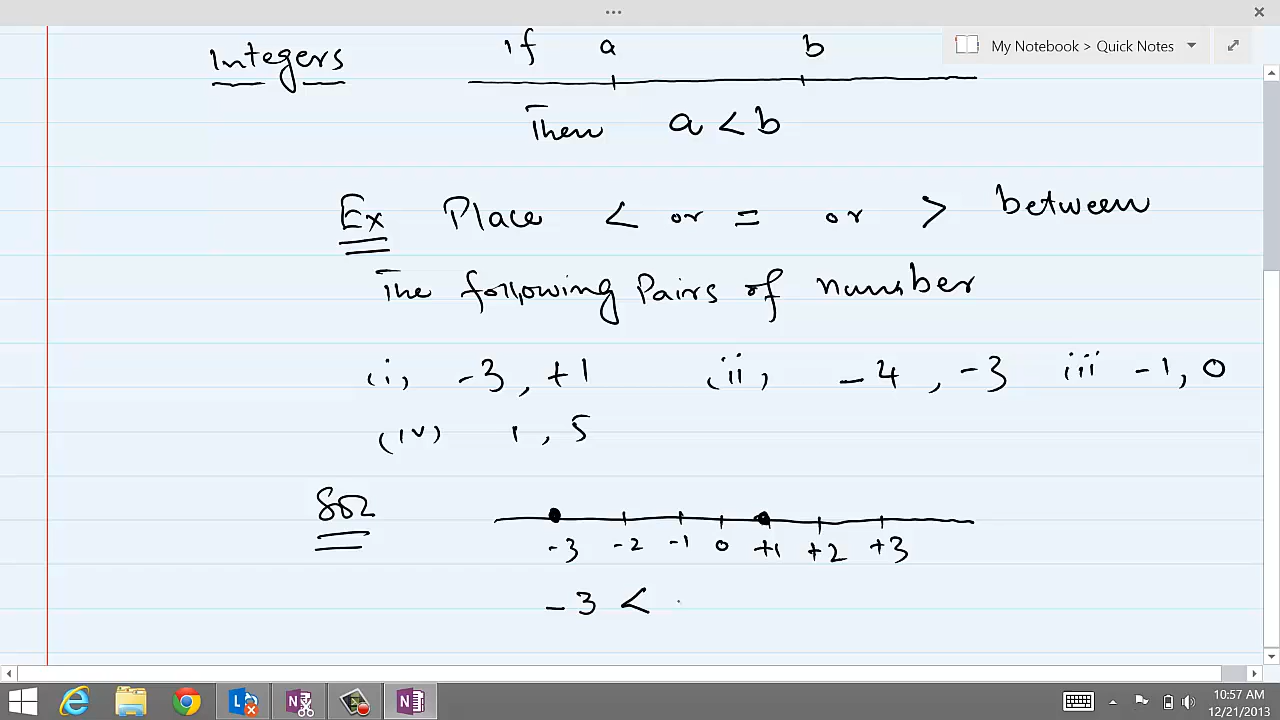 ...
×
My Notebook > Quick Notes
Integers
If a b
Then a < b
Ex Place < or = or > between
The following Pairs of number
(i, -3, +1 (ii, -4, -3 iii -1, 0
(iv) 1, 5
Sol
-3 -2 -1 0 +1 +2 +3
-3 <
10:57 AM
12/21/2013